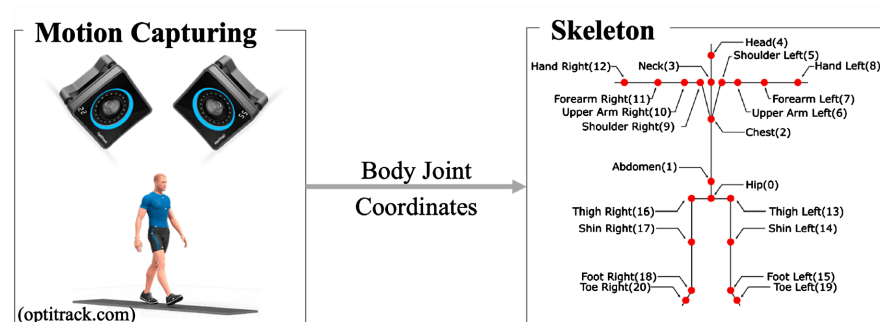 Motion Capturing
(optitrack.com)
Body Joint
Coordinates
Skeleton
Head(4)
Neck(3)
Shoulder Left(5)
Hand Right(12)
Hand Left(8)
Forearm Right(11)
Forearm Left(7)
Upper Arm Right(10)
Upper Arm Left(6)
Shoulder Right(9)
Chest(2)
Abdomen(1)
Hip(0)
Thigh Right(16)
Thigh Left(13)
Shin Right(17)
Shin Left(14)
Foot Right(18)
Foot Left(15)
Toe Right(20)
Toe Left(19)